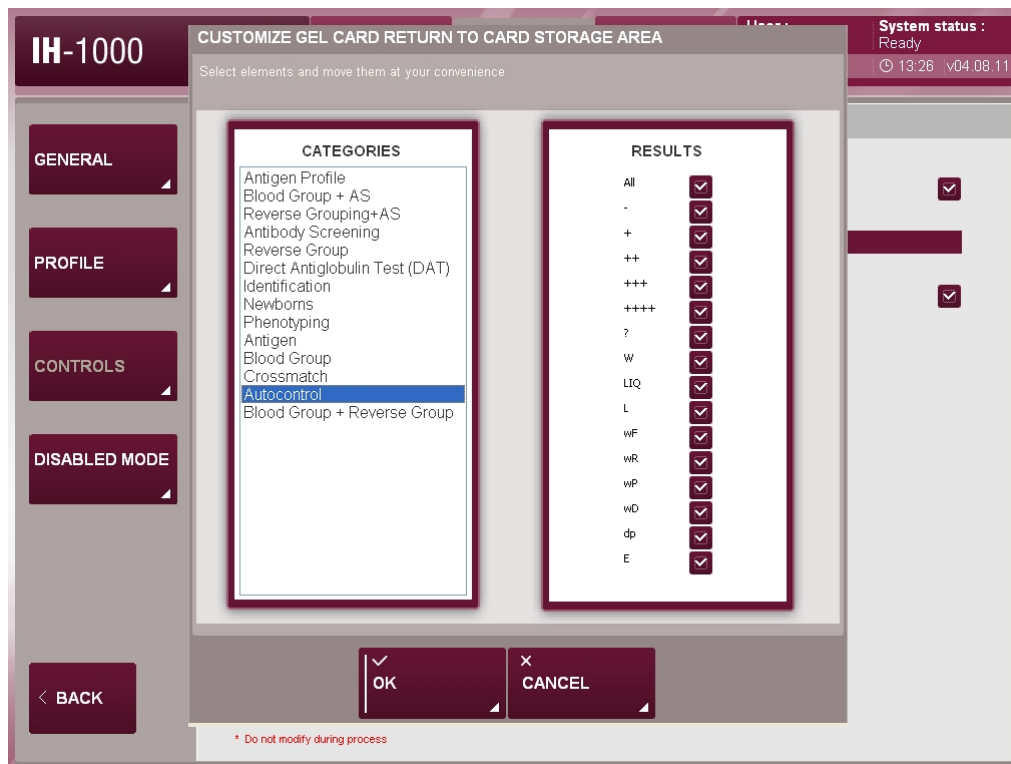 IH-1000
User :
System status :
Ready
13:26
v04.08.11
CUSTOMIZE GEL CARD RETURN TO CARD STORAGE AREA
Select elements and move them at your convenience
GENERAL
PROFILE
CONTROLS
DISABLED MODE
< BACK
CATEGORIES
Antigen Profile
Blood Group + AS
Reverse Grouping+AS
Antibody Screening
Reverse Group
Direct Antiglobulin Test (DAT)
Identification
Newborns
Phenotyping
Antigen
Blood Group
Crossmatch
Autocontrol
Blood Group + Reverse Group
RESULTS
All
-
+
++
+++
++++
?
W
LIQ
L
wF
wR
wP
wD
dp
E
OK
CANCEL
* Do not modify during process